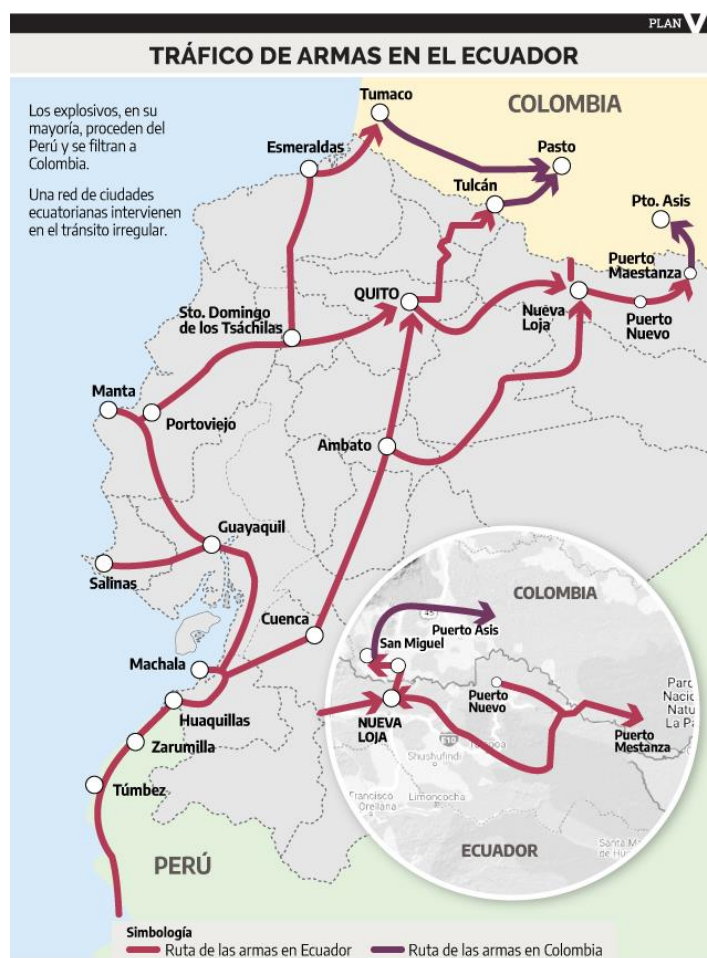 PLAN V
TRÁFICO DE ARMAS EN EL ECUADOR
Los explosivos, en su
mayoría, proceden del
Perú y se filtran a
Colombia.
Una red de ciudades
ecuatorianas intervienen
en el tránsito irregular.
Tumaco
COLOMBIA
Esmeraldas
Pasto
Tulcán
Pto. Asis
Puerto
Maestanza
QUITO
Nueva
Loja
Puerto
Nuevo
Sto. Domingo
de los Tsáchilas
Manta
Portoviejo
Ambato
Guayaquil
Salinas
Cuenca
Machala
Huaquillas
Zarumilla
Túmbez
PERÚ
COLOMBIA
45
Puerto Asis
San Miguel
Puerto
Nuevo
NUEVA
LOJA
Puerto
Mestanza
Shushufindi
Francisco
Orellana
Limoncocha
ECUADOR
Simbología
Ruta de las armas en Ecuador
Ruta de las armas en Colombia